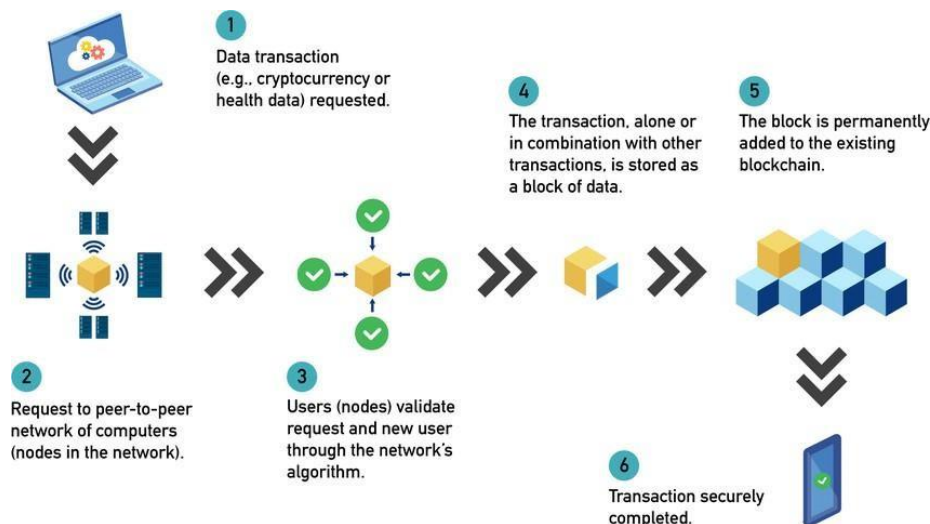 1
Data transaction
(e.g., cryptocurrency or
health data) requested.
2
Request to peer-to-peer
network of computers
(nodes in the network).
3
Users (nodes) validate
request and new user
through the network's
algorithm.
4
The transaction, alone or
in combination with other
transactions, is stored as
a block of data.
5
The block is permanently
added to the existing
blockchain.
6
Transaction securely
completed.